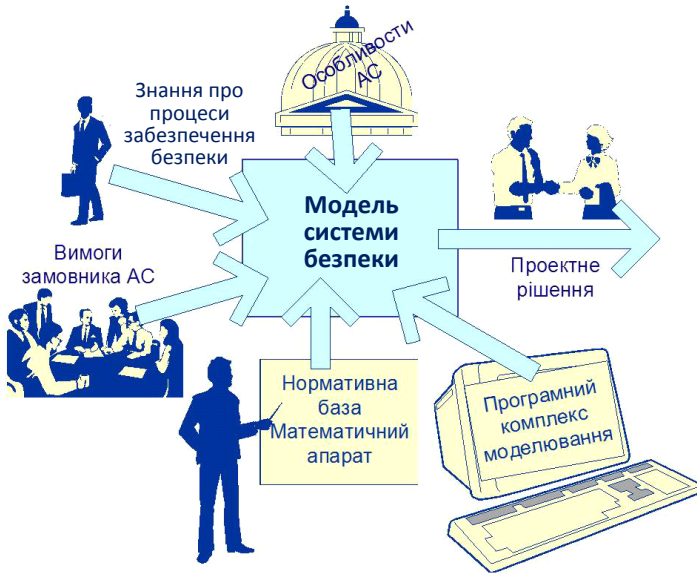 Особливости
АС
Знання про
процеси
забезпечення
безпеки
Модель
системи
безпеки
Вимоги
замовника АС
Проектне
рішення
Нормативна
база
Математичний
апарат
Програмний
комплекс
моделювання